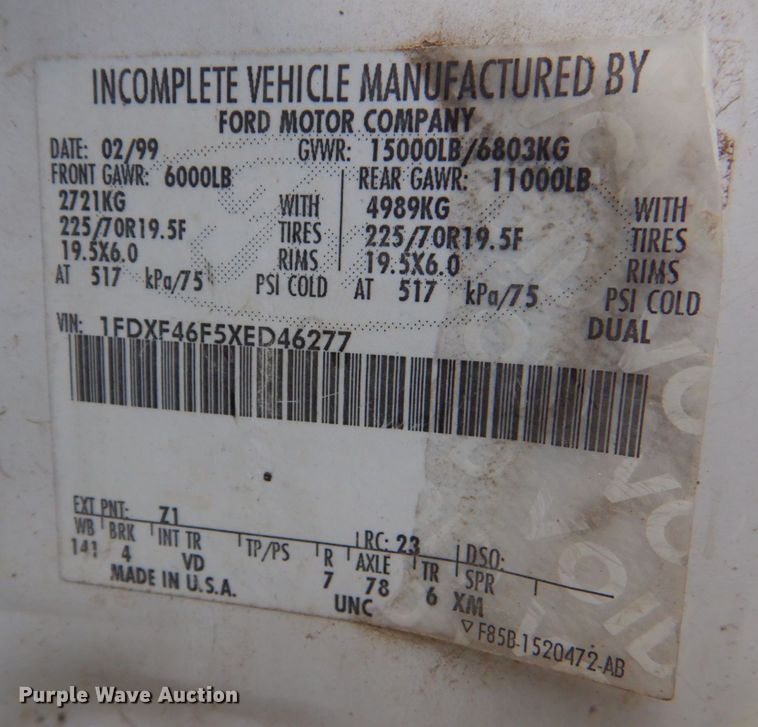 INCOMPLETE VEHICLE MANUFACTURED BY
FORD MOTOR COMPANY
DATE: 02/99 GVWR: 15000LB/6803KG
FRONT GAWR: 6000LB REAR GAWR: 11000LB
2721KG WITH 4989KG WITH
225/70R19.5F TIRES 225/70R19.5F TIRES
19.5X6.0 RIMS 19.5X6.0 RIMS
AT 517 kPa/75 PSI COLD AT 517 kPa/75 PSI COLD
VIN: 1FDXF46F5XED46277 DUAL
EXT PNT: Z1 RC: 23 DSO:
WB BRK INT TR TP/PS R AXLE TR SPR
141 4 VD 7 78 6 XM
MADE IN U.S.A. UNC
▽ F85B-1520472-AB
Purple Wave Auction